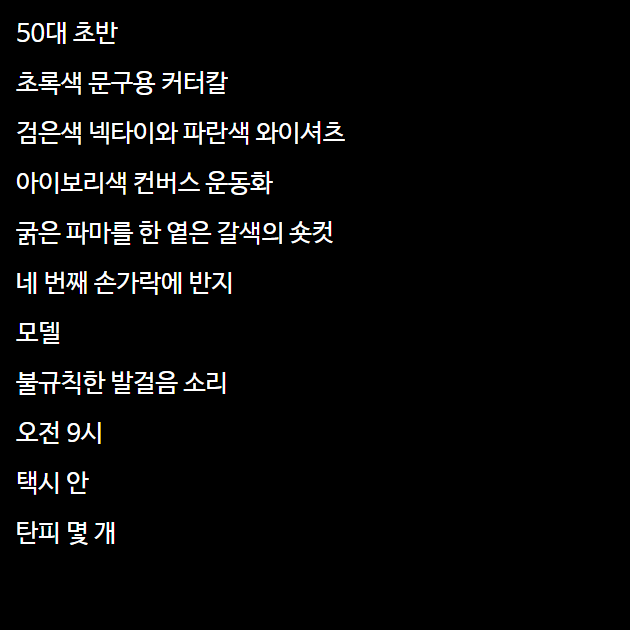 50대 초반
초록색 문구용 커터칼
검은색 넥타이와 파란색 와이셔츠
아이보리색 컨버스 운동화
굵은 파마를 한 옅은 갈색의 숏컷
네 번째 손가락에 반지
모델
불규칙한 발걸음 소리
오전 9시
택시 안
탄피 몇 개